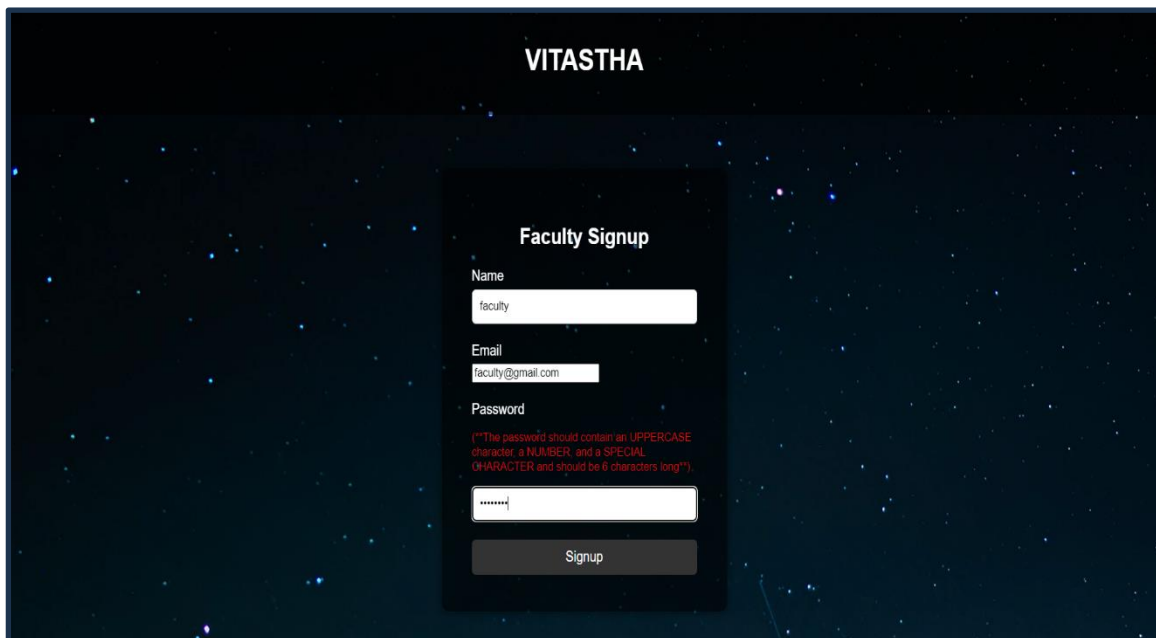 VITASTHA
Faculty Signup
Name
faculty
Email
faculty@gmail.com
Password
(**The password should contain an UPPERCASE
character, a NUMBER, and a SPECIAL
CHARACTER and should be 6 characters long**).
••••••••
Signup